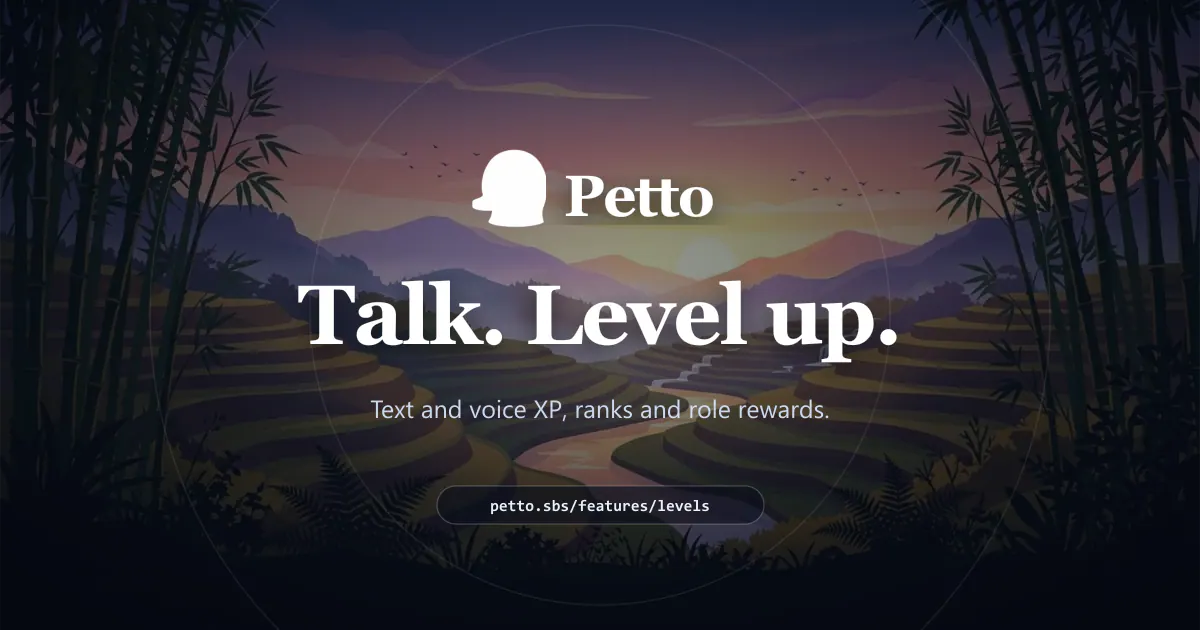 Petto
Talk. Level up.
Text and voice XP, ranks and role rewards.
petto.sbs/features/levels